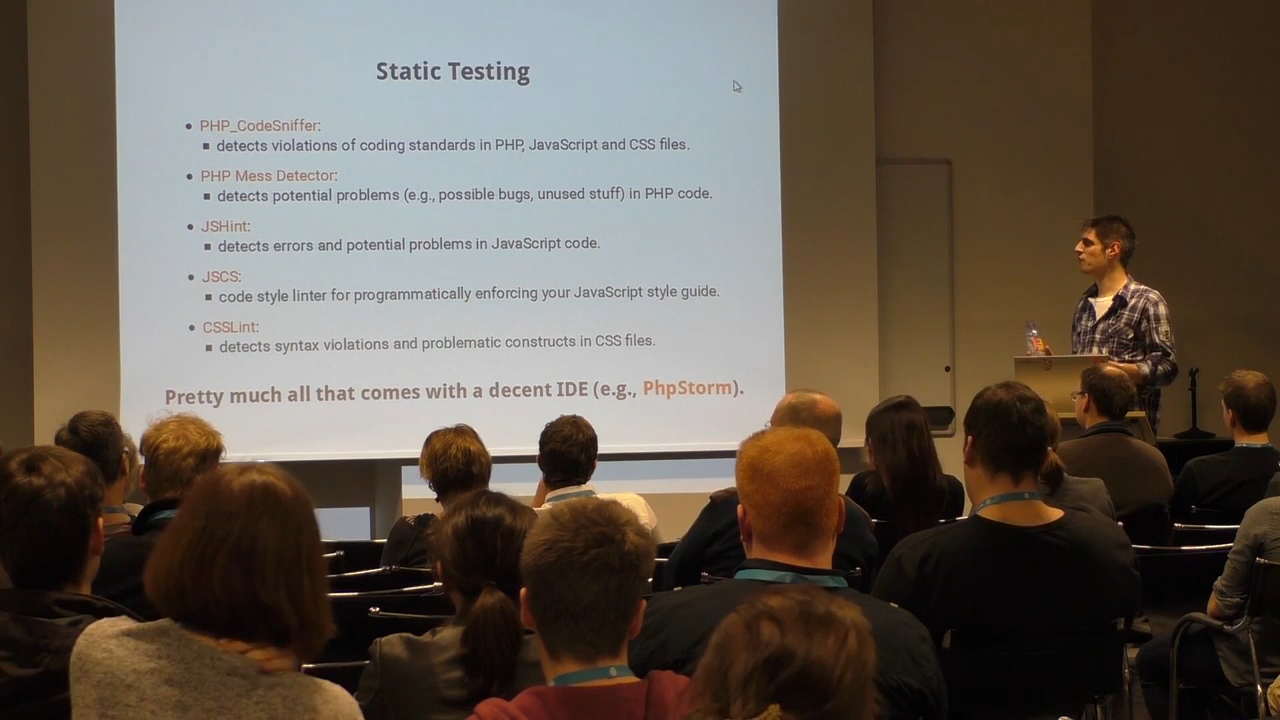 Static Testing
PHP_CodeSniffer:
detects violations of coding standards in PHP, JavaScript and CSS files.
PHP Mess Detector:
detects potential problems (e.g., possible bugs, unused stuff) in PHP code.
JSHint:
detects errors and potential problems in JavaScript code.
JSCS:
code style linter for programmatically enforcing your JavaScript style guide.
CSSLint:
detects syntax violations and problematic constructs in CSS files.
Pretty much all that comes with a decent IDE (e.g., PhpStorm).